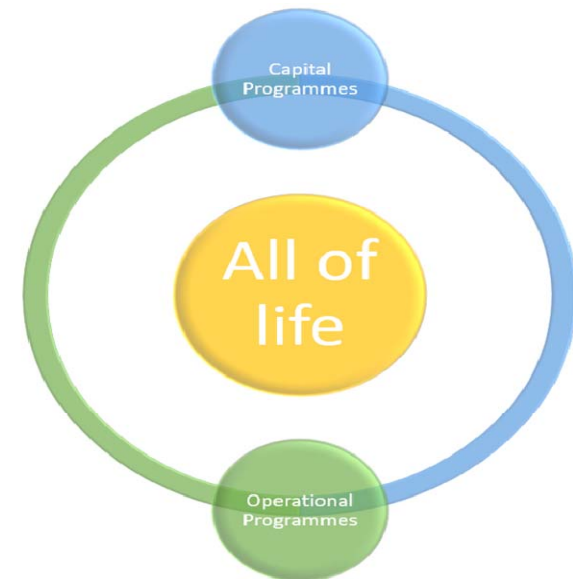 Capital
Programmes
All of
life
Operational
Programmes